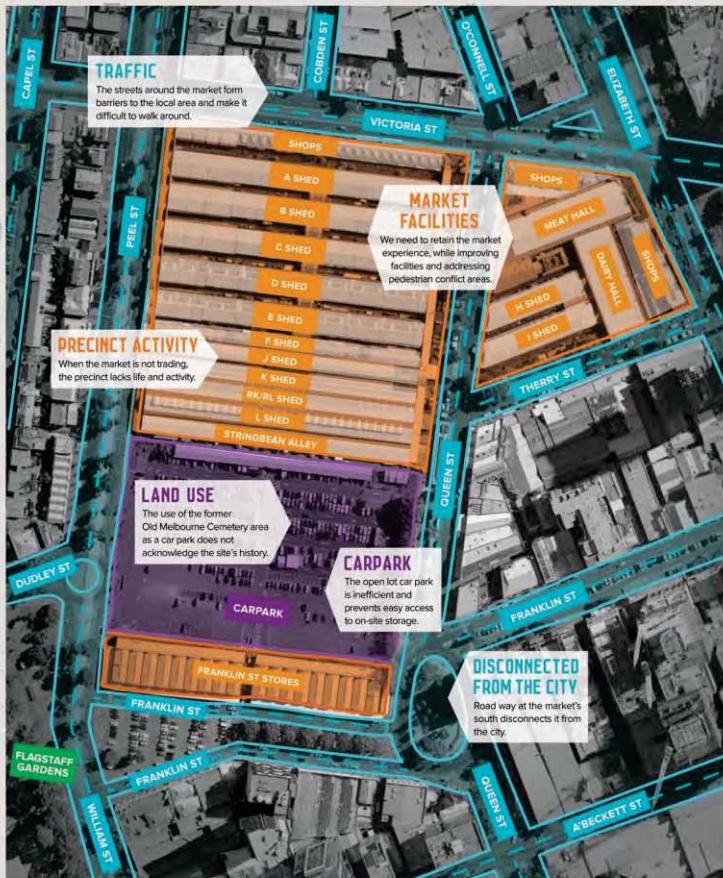 CAPEL ST
COBDEN ST
O'CONNELL ST
ELIZABETH ST
TRAFFIC
The streets around the market form
barriers to the local area and make it
difficult to walk around.
VICTORIA ST
PEEL ST
SHOPS
A SHED
B SHED
C SHED
D SHED
E SHED
F SHED
J SHED
K SHED
RK/RL SHED
L SHED
STRINGBEAN ALLEY
MARKET
FACILITIES
We need to retain the market
experience, while improving
facilities and addressing
pedestrian conflict areas.
SHOPS
MEAT HALL
DAIRY HALL
SHOPS
H SHED
I SHED
THERRY ST
PRECINCT ACTIVITY
When the market is not trading,
the precinct lacks life and activity.
QUEEN ST
LAND USE
The use of the former
Old Melbourne Cemetery area
as a car park does not
acknowledge the site's history.
CARPARK
The open lot car park
is inefficient and
prevents easy access
to on-site storage.
CARPARK
DUDLEY ST
FRANKLIN ST
FRANKLIN ST STORES
DISCONNECTED
FROM THE CITY
Road way at the market's
south disconnects it from
the city.
FRANKLIN ST
FLAGSTAFF
GARDENS
FRANKLIN ST
WILLIAM ST
QUEEN ST
A'BECKETT ST